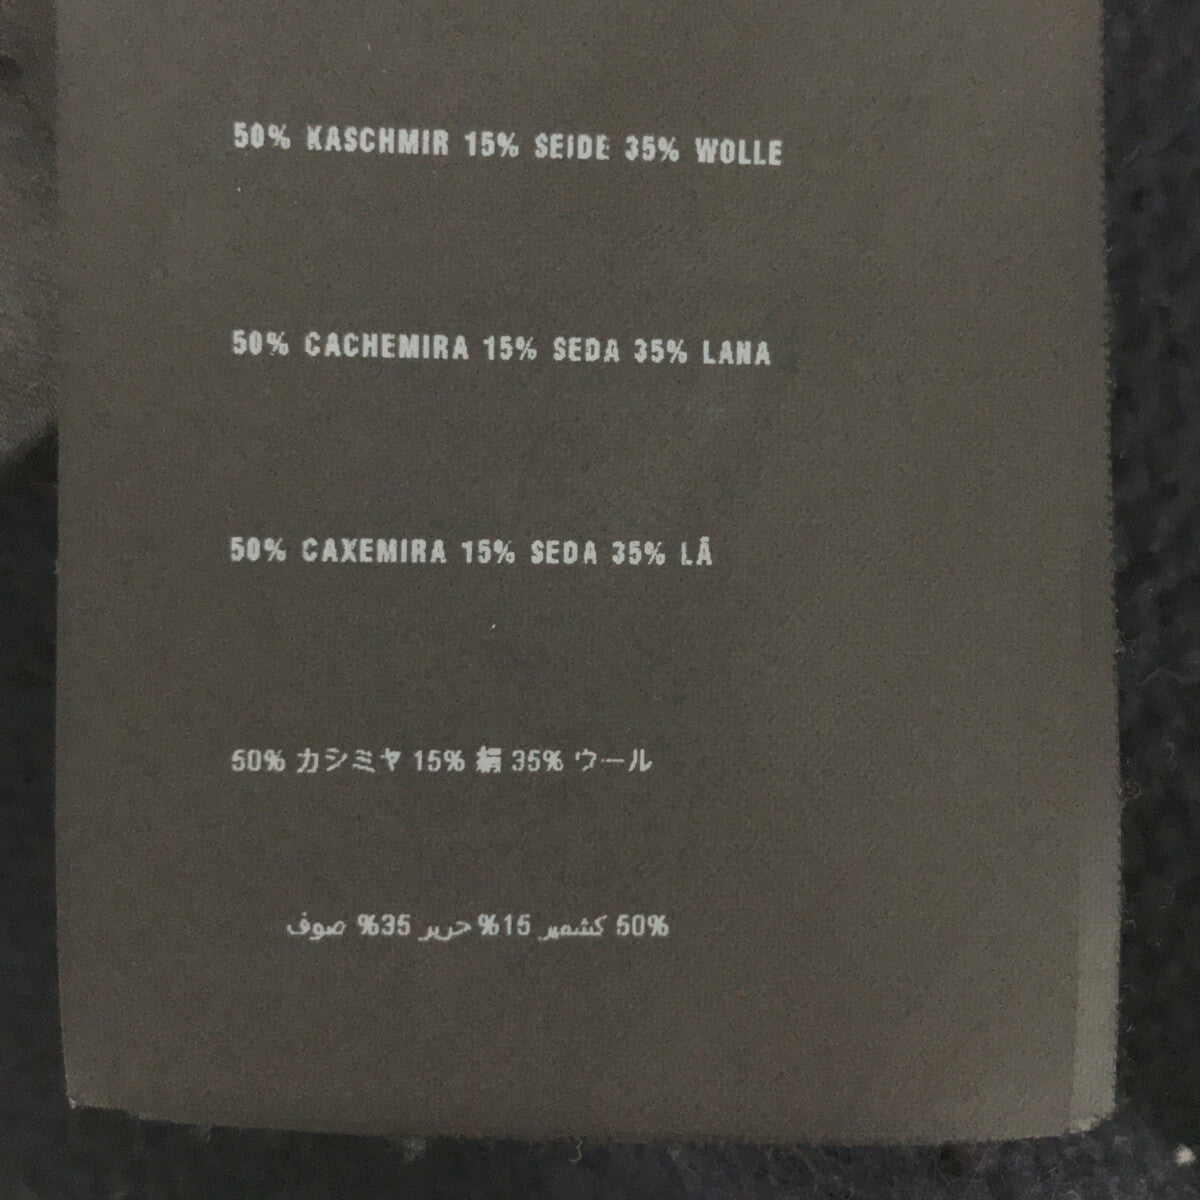 50% KASCHMIR 15% SEIDE 35% WOLLE
50% CACHEMIRA 15% SEDA 35% LANA
50% CAXEMIRA 15% SEDA 35% LÃ
50% カシミヤ 15% 絹 35% ウール
50% كشمير 15% حرير 35% صوف